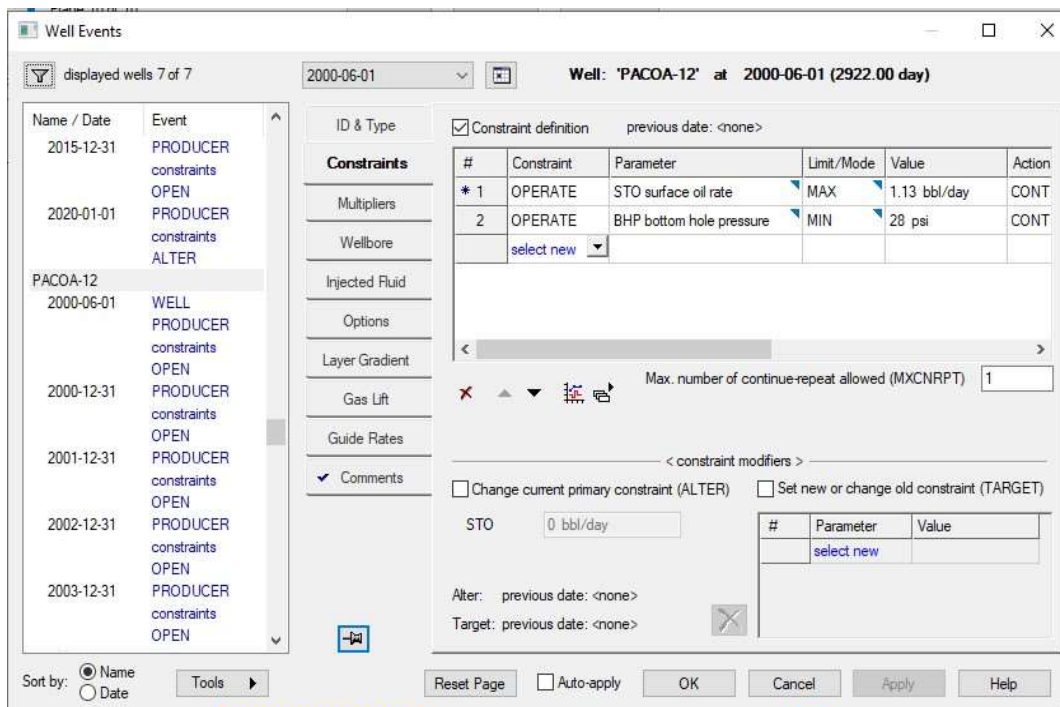 Well Events
displayed wells 7 of 7
2000-06-01
Well: 'PACOA-12' at 2000-06-01 (2922.00 day)
Name / Date Event
2015-12-31 PRODUCER
constraints
OPEN
2020-01-01 PRODUCER
constraints
ALTER
PACOA-12
2000-06-01 WELL
PRODUCER
constraints
OPEN
2000-12-31 PRODUCER
constraints
OPEN
2001-12-31 PRODUCER
constraints
OPEN
2002-12-31 PRODUCER
constraints
OPEN
2003-12-31 PRODUCER
constraints
OPEN
Sort by: Name
Date
Tools
ID & Type
Constraints
Multipliers
Wellbore
Injected Fluid
Options
Layer Gradient
Gas Lift
Guide Rates
Comments
Constraint definition previous date: <none>
# Constraint Parameter Limit/Mode Value Action
* 1 OPERATE STO surface oil rate MAX 1.13 bbl/day CONT
2 OPERATE BHP bottom hole pressure MIN 28 psi CONT
select new
Max. number of continue-repeat allowed (MXCNRPT) 1
< constraint modifiers >
Change current primary constraint (ALTER)
Set new or change old constraint (TARGET)
STO 0 bbl/day
# Parameter Value
select new
Alter: previous date: <none>
Target: previous date: <none>
Reset Page
Auto-apply
OK
Cancel
Apply
Help